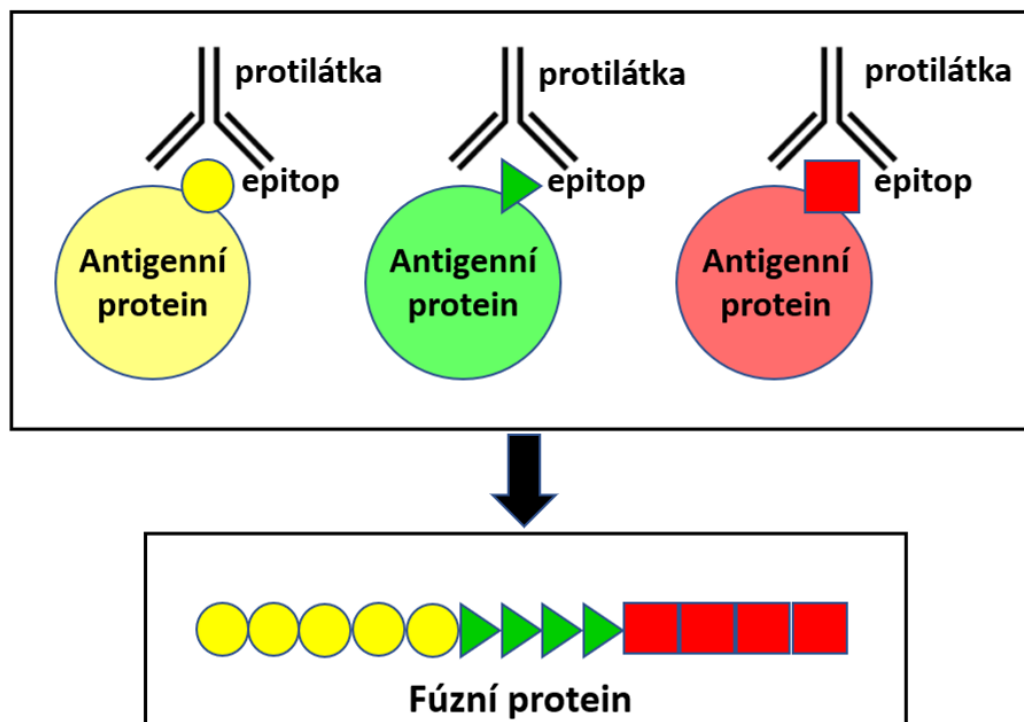 protilátka
protilátka
protilátka
epitop
epitop
epitop
Antigenní
protein
Antigenní
protein
Antigenní
protein
Fúzní protein